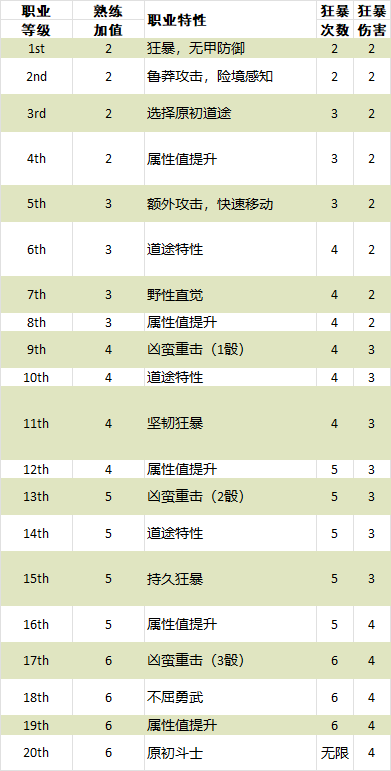 职业 熟练 职业特性 狂暴 狂暴
等级 加值 次数 伤害
1st 2 狂暴，无甲防御 2 2
2nd 2 鲁莽攻击，险境感知 2 2
3rd 2 选择原初道途 3 2
4th 2 属性值提升 3 2
5th 3 额外攻击，快速移动 3 2
6th 3 道途特性 4 2
7th 3 野性直觉 4 2
8th 3 属性值提升 4 2
9th 4 凶蛮重击（1骰） 4 3
10th 4 道途特性 4 3
11th 4 坚韧狂暴 4 3
12th 4 属性值提升 5 3
13th 5 凶蛮重击（2骰） 5 3
14th 5 道途特性 5 3
15th 5 持久狂暴 5 3
16th 5 属性值提升 5 4
17th 6 凶蛮重击（3骰） 6 4
18th 6 不屈勇武 6 4
19th 6 属性值提升 6 4
20th 6 原初斗士 无限 4